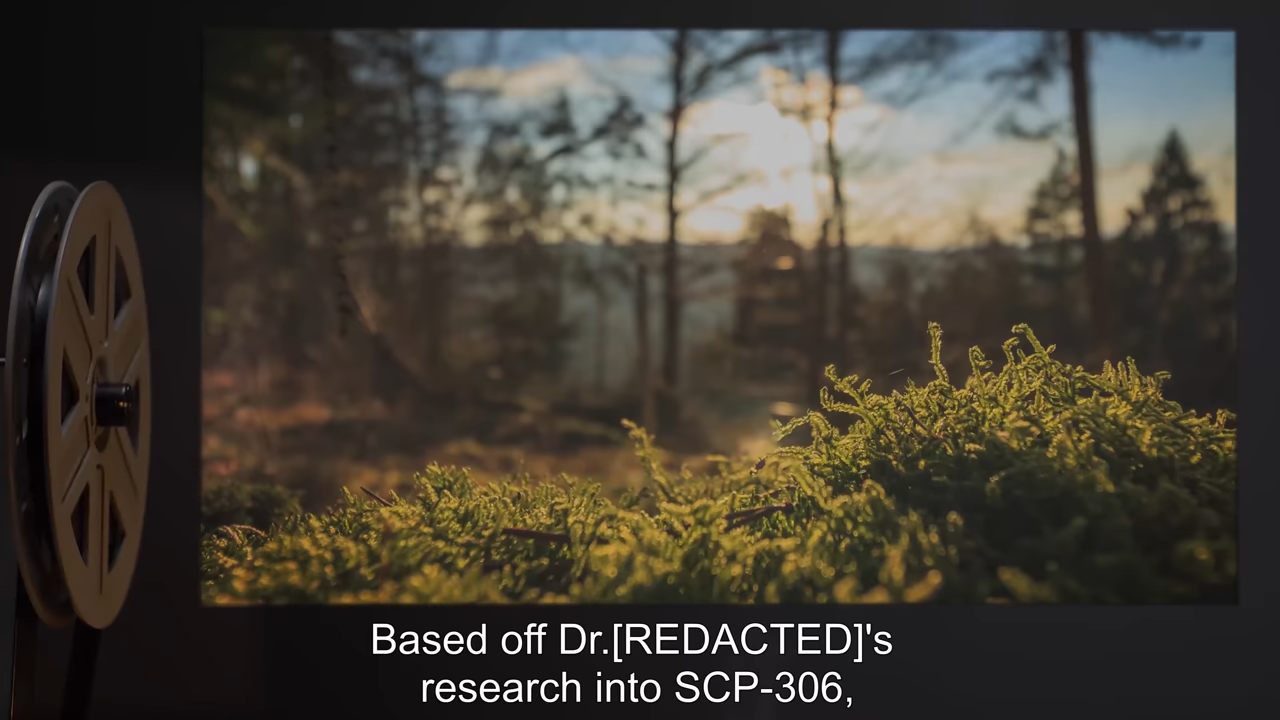 Based off Dr.[REDACTED]'s
research into SCP-306,